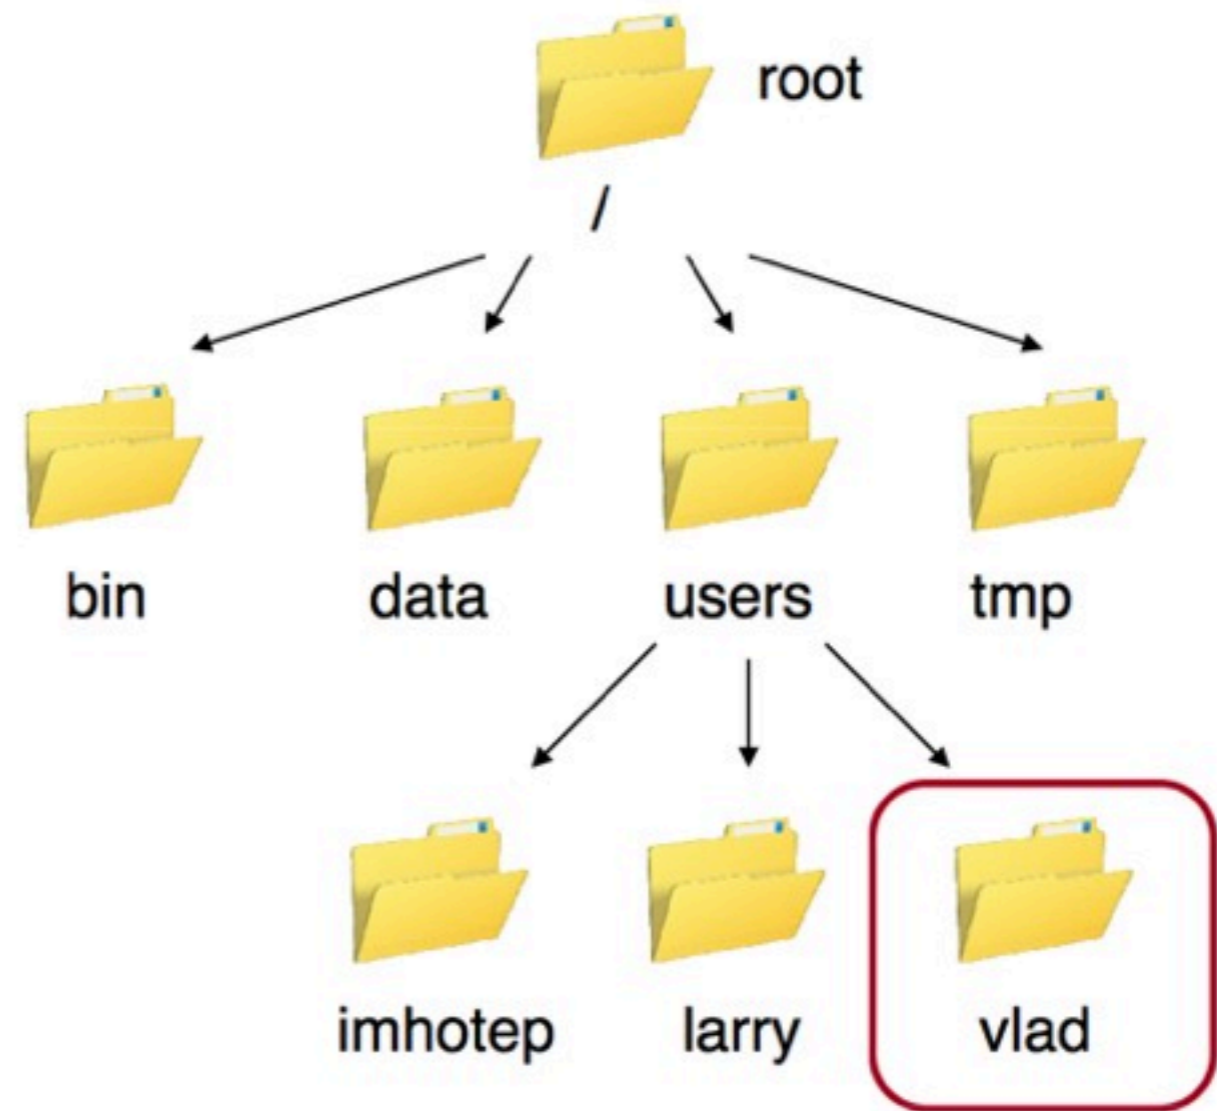 root
/
bin data users tmp
imhotep larry vlad